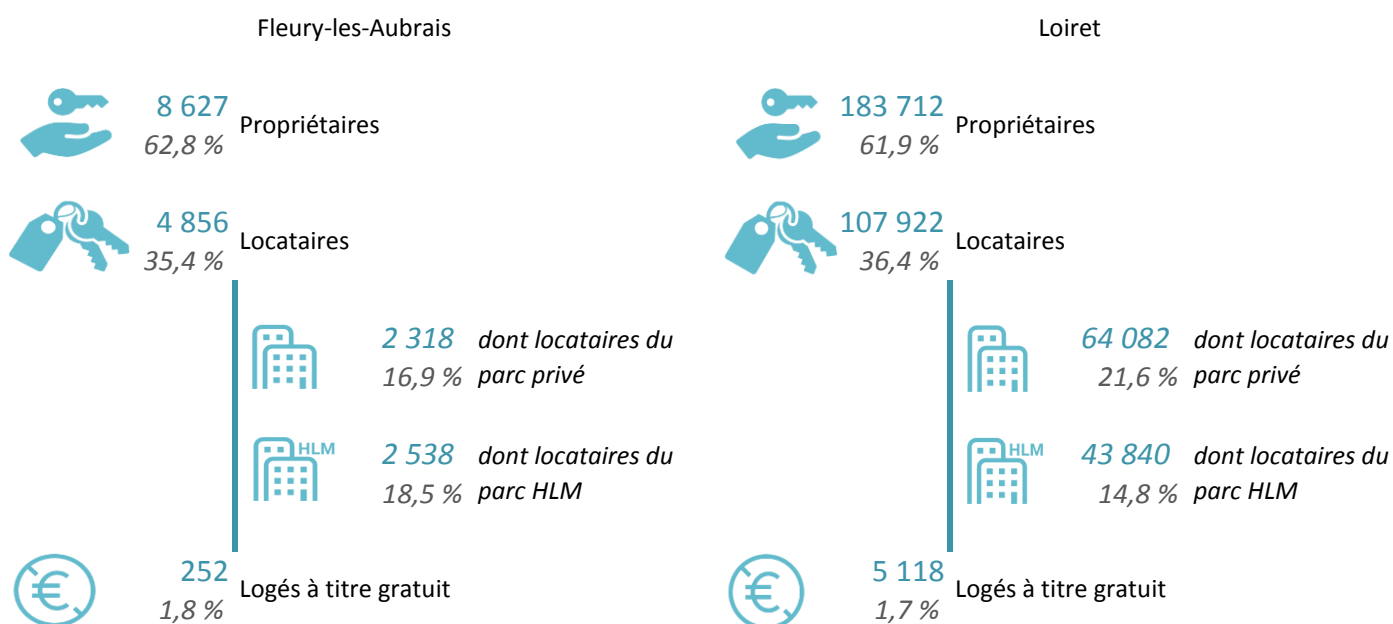 Fleury-les-Aubrais
8 627
62,8 %
Propriétaires
4 856
35,4 %
Locataires
2 318
16,9 %
dont locataires du
parc privé
HLM
2 538
18,5 %
dont locataires du
parc HLM
€
252
1,8 %
Logés à titre gratuit
Loiret
183 712
61,9 %
Propriétaires
107 922
36,4 %
Locataires
64 082
21,6 %
dont locataires du
parc privé
HLM
43 840
14,8 %
dont locataires du
parc HLM
€
5 118
1,7 %
Logés à titre gratuit